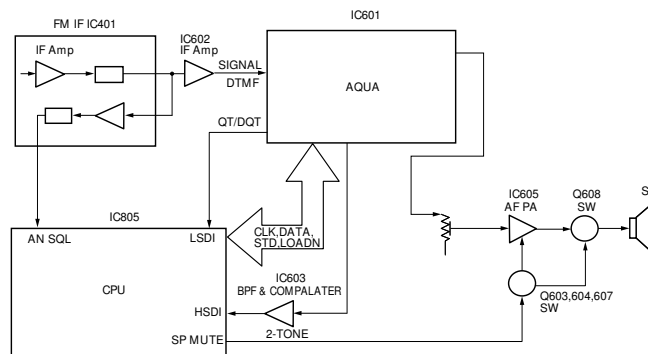 FM IF IC401
IF Amp
IC602
IF Amp
SIGNAL
DTMF
IC601
AQUA
QT/DQT
IC805
AN SQL
LSDI
CLK,DATA,
STD,LOADN
CPU
IC603
BPF & COMPALATER
HSDI
2-TONE
SP MUTE
IC605
AF PA
Q608
SW
Q603,604,607
SW
S